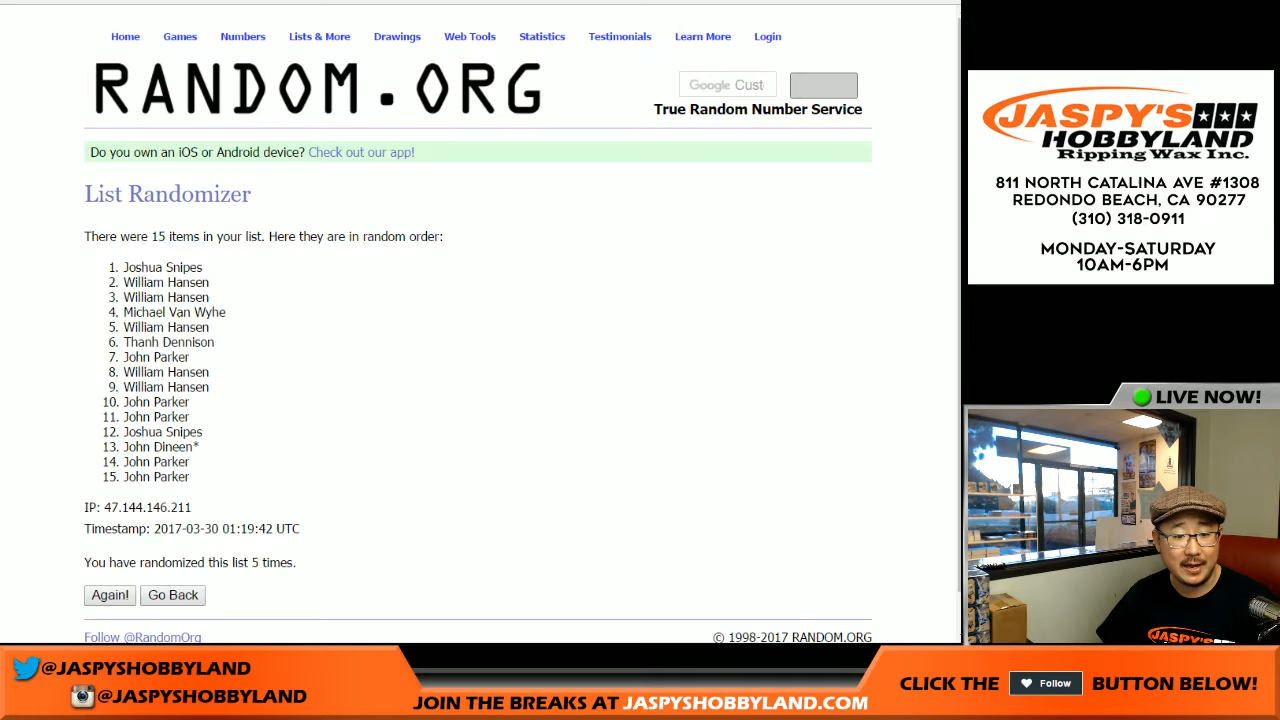 Home Games Numbers Lists & More Drawings Web Tools Statistics Testimonials Learn More Login
RANDOM.ORG
Google Cust
True Random Number Service
Do you own an iOS or Android device? Check out our app!
List Randomizer
There were 15 items in your list. Here they are in random order:
1. Joshua Snipes
2. William Hansen
3. William Hansen
4. Michael Van Wyhe
5. William Hansen
6. Thanh Dennison
7. John Parker
8. William Hansen
9. William Hansen
10. John Parker
11. John Parker
12. Joshua Snipes
13. John Dineen*
14. John Parker
15. John Parker
IP: 47.144.146.211
Timestamp: 2017-03-30 01:19:42 UTC
You have randomized this list 5 times.
Again! Go Back
Follow @RandomOrg
© 1998-2017 RANDOM.ORG
JASPY'S
HOBBYLAND
Ripping Wax Inc.
811 NORTH CATALINA AVE #1308
REDONDO BEACH, CA 90277
(310) 318-0911
MONDAY-SATURDAY
10AM-6PM
LIVE NOW!
JASPY'S
@JASPYSHOBBYLAND
@JASPYSHOBBYLAND
JOIN THE BREAKS AT JASPYSHOBBYLAND.COM
CLICK THE Follow BUTTON BELOW!